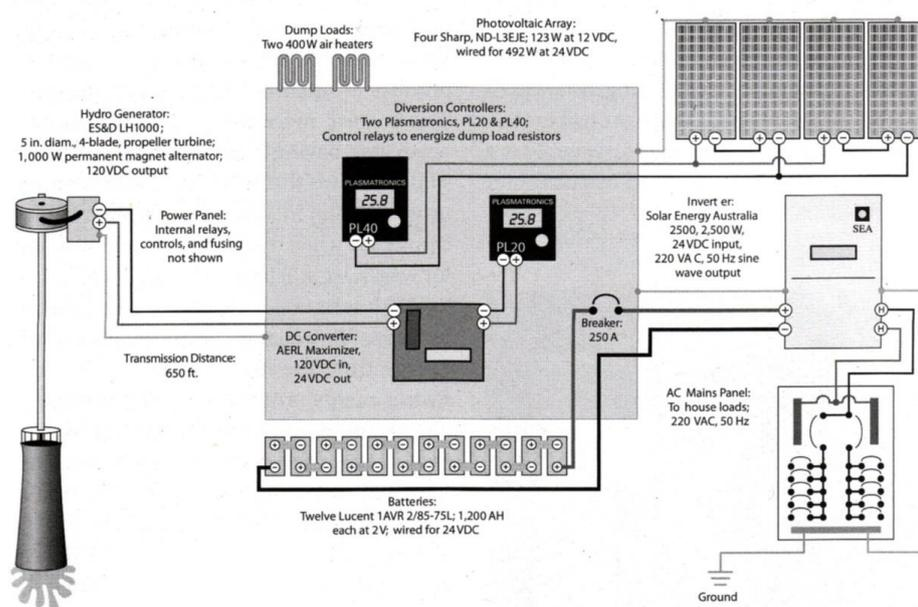 Dump Loads:
Two 400 W air heaters
Photovoltaic Array:
Four Sharp, ND-L3EJE; 123 W at 12 VDC,
wired for 492 W at 24 VDC
Hydro Generator:
ES&D LH1000;
5 in. diam., 4-blade, propeller turbine;
1,000 W permanent magnet alternator;
120 VDC output
Diversion Controllers:
Two Plasmatronics, PL20 & PL40;
Control relays to energize dump load resistors
PLASMATRONICS
25.8
PL40
PLASMATRONICS
25.8
PL20
Power Panel:
Internal relays,
controls, and fusing
not shown
Invert er:
Solar Energy Australia
2500, 2,500 W,
24 VDC input,
220 VA C, 50 Hz sine
wave output
SEA
DC Converter:
AERL Maximizer,
120 VDC in,
24 VDC out
Breaker:
250 A
H
H
Transmission Distance:
650 ft.
AC Mains Panel:
To house loads;
220 VAC, 50 Hz
Batteries:
Twelve Lucent 1AVR 2/85-75L; 1,200 AH
each at 2 V; wired for 24 VDC
Ground